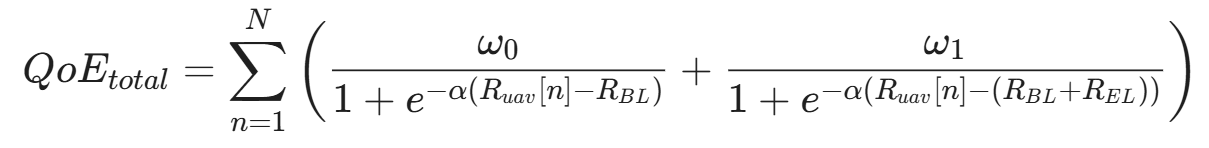 QoE_{total} = \sum_{n=1}^{N} \left( \frac{\omega_0}{1 + e^{-\alpha(R_{uav}[n] - R_{BL})}} + \frac{\omega_1}{1 + e^{-\alpha(R_{uav}[n] - (R_{BL} + R_{EL}))}} \right)